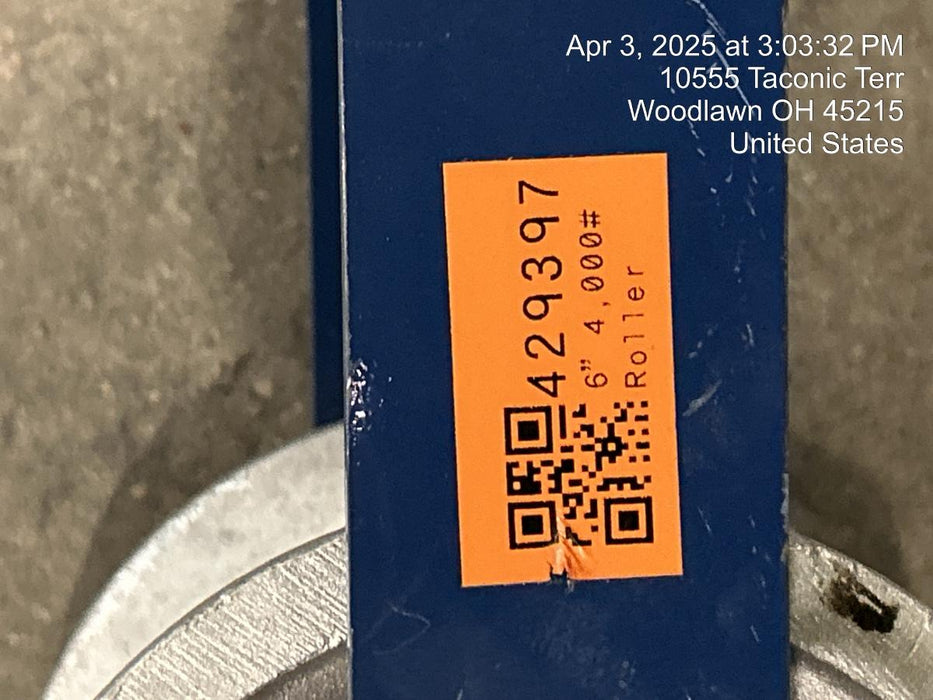 Apr 3, 2025 at 3:03:32 PM
10555 Taconic Terr
Woodlawn OH 45215
United States
429397
6" 4,000#
Roller